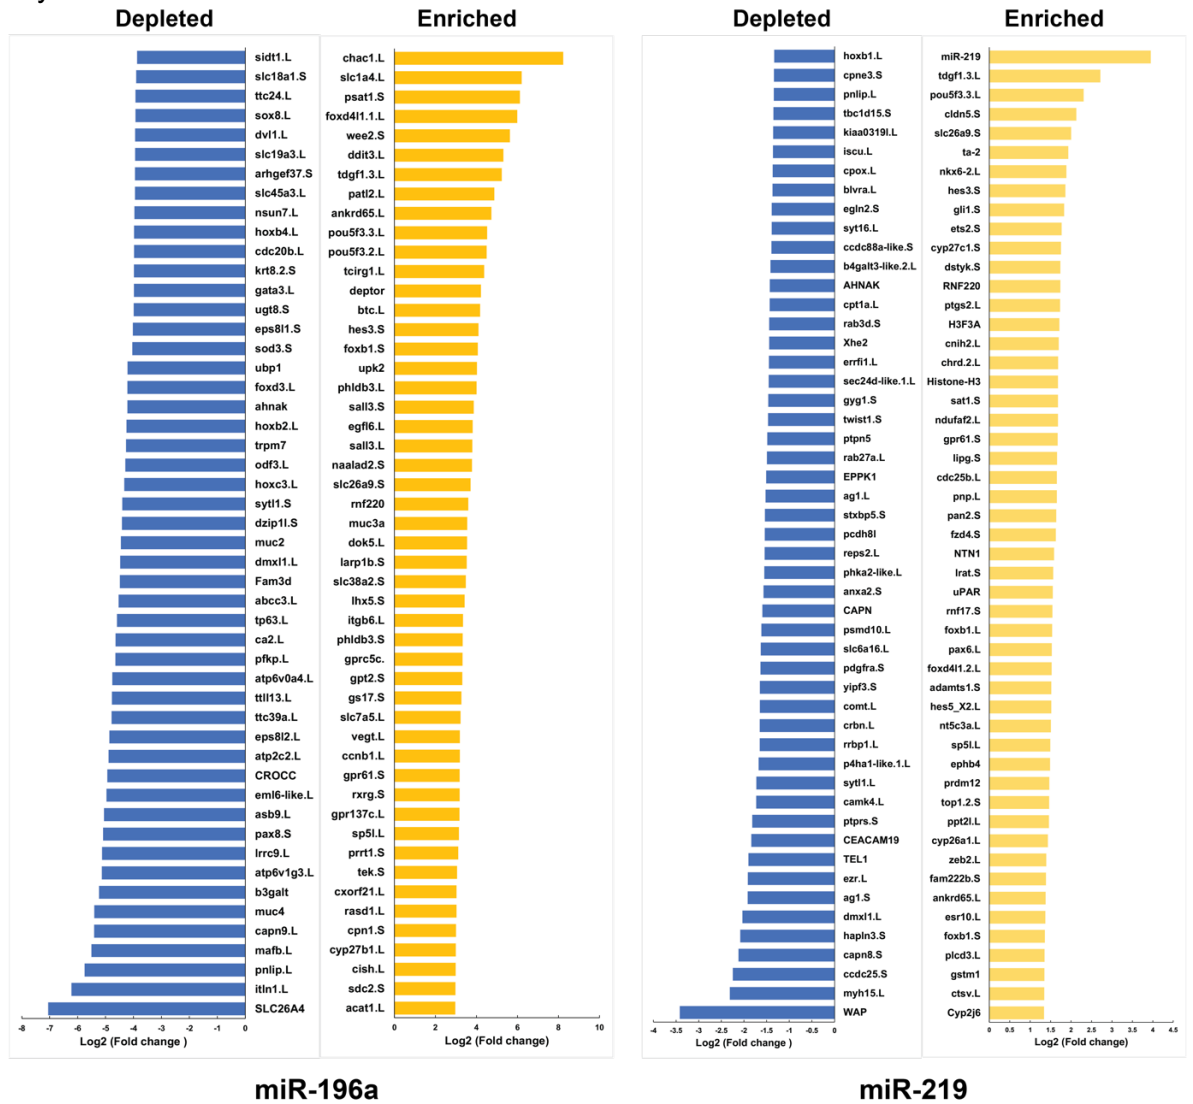 Depleted Enriched Depleted Enriched
sidt1.L
slc18a1.S
ttc24.L
sox8.L
dvl1.L
slc19a3.L
arhgef37.S
slc45a3.L
nsun7.L
hoxb4.L
cdc20b.L
krt8.2.S
gata3.L
ugt8.S
eps8l1.S
sod3.S
ubp1
foxd3.L
ahnak
hoxb2.L
trpm7
odf3.L
hoxc3.L
sytl1.S
dzip1l.S
muc2
dmxl1.L
Fam3d
abcc3.L
tp63.L
ca2.L
pfkp.L
atp6v0a4.L
ttll13.L
ttc39a.L
eps8l2.L
atp2c2.L
CROCC
eml6-like.L
asb9.L
pax8.S
lrrc9.L
atp6v1g3.L
b3galt
muc4
capn9.L
mafb.L
pnlip.L
itln1.L
SLC26A4
-8 -7 -6 -5 -4 -3 -2 -1 0
Log2 (Fold change )
chac1.L
slc1a4.L
psat1.S
foxd4l1.1.L
wee2.S
ddit3.L
tdgf1.3.L
patl2.L
ankrd65.L
pou5f3.3.L
pou5f3.2.L
tcirg1.L
deptor
btc.L
hes3.S
foxb1.S
upk2
phldb3.L
sall3.S
egfl6.L
sall3.L
naalad2.S
slc26a9.S
rnf220
muc3a
dok5.L
larp1b.S
slc38a2.S
lhx5.S
itgb6.L
phldb3.S
gprc5c.
gpt2.S
gs17.S
slc7a5.L
vegt.L
ccnb1.L
gpr61.S
rxrg.S
gpr137c.L
sp5l.L
prrt1.S
tek.S
cxorf21.L
rasd1.L
cpn1.S
cyp27b1.L
cish.L
sdc2.S
acat1.L
0 2 4 6 8 10
Log2 (Fold change)
miR-196a
hoxb1.L
cpne3.S
pnlip.L
tbc1d15.S
kiaa0319l.L
iscu.L
cpox.L
blvra.L
egln2.S
syt16.L
ccdc88a-like.S
b4galt3-like.2.L
AHNAK
cpt1a.L
rab3d.S
Xhe2
errfi1.L
sec24d-like.1.L
gyg1.S
twist1.S
ptpn5
rab27a.L
EPPK1
ag1.L
stxbp5.S
pcdh8l
reps2.L
phka2-like.L
anxa2.S
CAPN
psmd10.L
slc6a16.L
pdgfra.S
yipf3.S
comt.L
crbn.L
rrbp1.L
p4ha1-like.1.L
sytl1.L
camk4.L
ptprs.S
CEACAM19
TEL1
ezr.L
ag1.S
dmxl1.L
hapln3.S
capn8.S
ccdc25.S
myh15.L
WAP
-4 -3.5 -3 -2.5 -2 -1.5 -1 -0.5 0
Log2 (Fold change)
miR-219
tdgf1.3.L
pou5f3.3.L
cldn5.S
slc26a9.S
ta-2
nkx6-2.L
hes3.S
gli1.S
ets2.S
cyp27c1.S
dstyk.S
RNF220
ptgs2.L
H3F3A
cnih2.L
chrd.2.L
Histone-H3
sat1.S
ndufaf2.L
gpr61.S
lipg.S
cdc25b.L
pnp.L
pan2.S
fzd4.S
NTN1
lrat.S
uPAR
rnf17.S
foxb1.L
pax6.L
foxd4l1.2.L
adamts1.S
hes5_X2.L
nt5c3a.L
sp5l.L
ephb4
prdm12
top1.2.S
ppt2l.L
cyp26a1.L
zeb2.L
fam222b.S
ankrd65.L
esr10.L
foxb1.S
plcd3.L
gstm1
ctsv.L
Cyp2j6
0 0.5 1 1.5 2 2.5 3 3.5 4 4.5
Log2 (Fold change)
miR-219